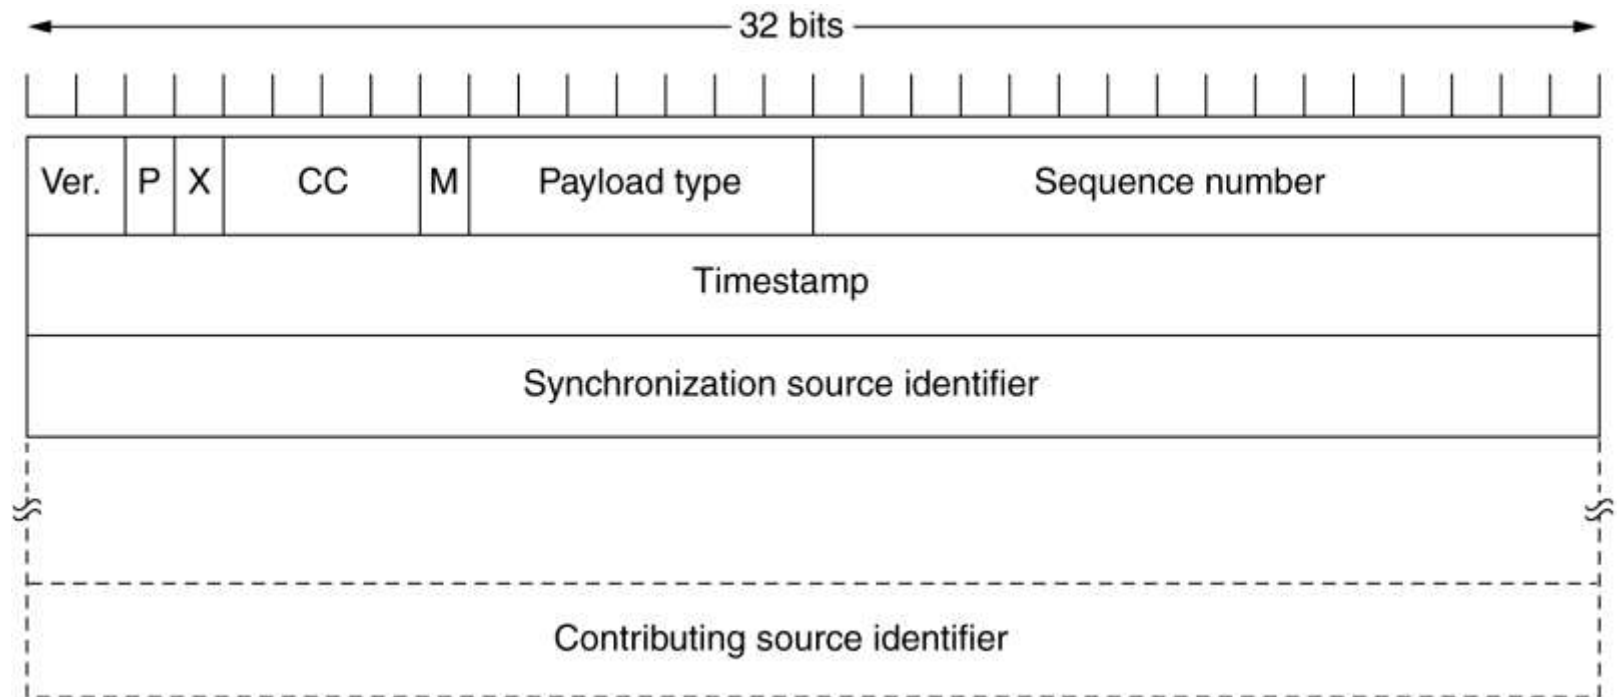 32 bits
Ver. P X CC M Payload type Sequence number
Timestamp
Synchronization source identifier
Contributing source identifier